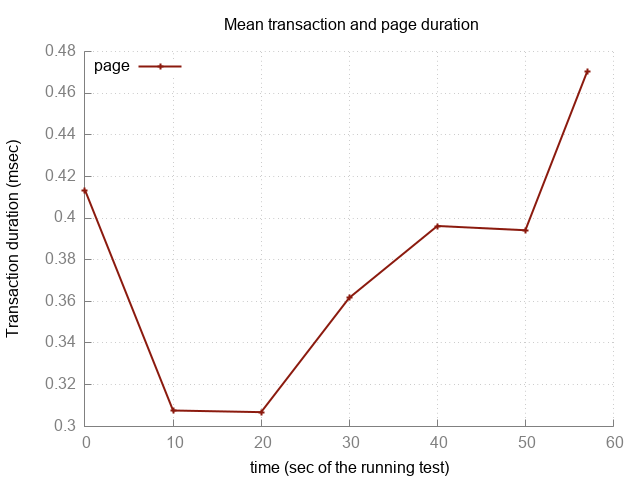 Mean transaction and page duration
page
Transaction duration (msec)
0.48
0.46
0.44
0.42
0.4
0.38
0.36
0.34
0.32
0.3
0 10 20 30 40 50 60
time (sec of the running test)